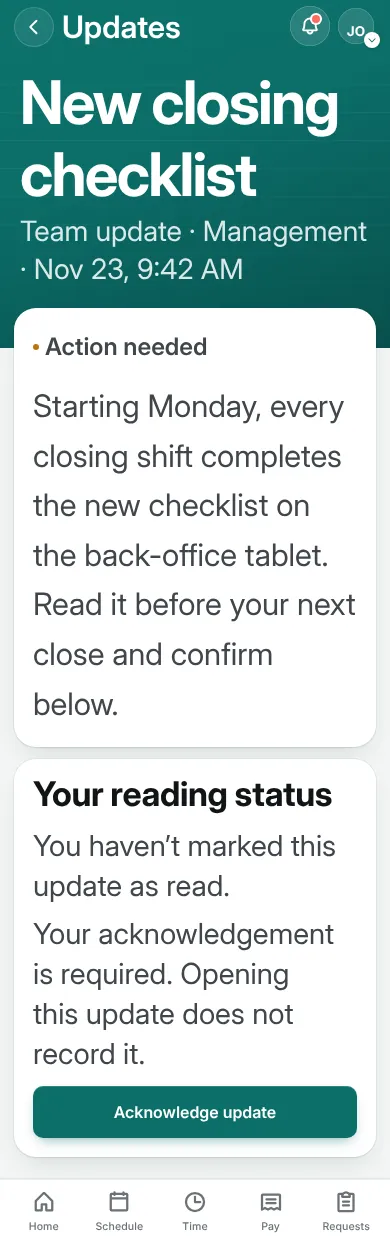 Updates
JO
New closing
checklist
Team update · Management
· Nov 23, 9:42 AM
Action needed
Starting Monday, every
closing shift completes
the new checklist on
the back-office tablet.
Read it before your next
close and confirm
below.
Your reading status
You haven’t marked this
update as read.
Your acknowledgement
is required. Opening
this update does not
record it.
Acknowledge update
Home
Schedule
Time
Pay
Requests